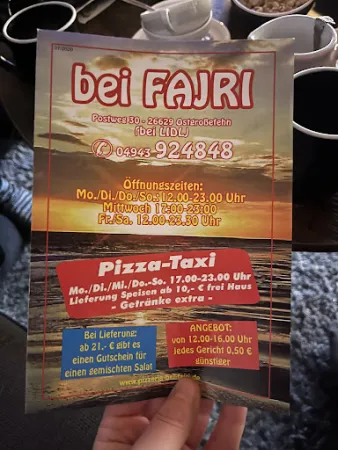 bei FAJRI
Postweg 30 - 26629 Ostgroßefehn
(bei LIDL)
04943-924848
Öffnungszeiten:
Mo./Di./Do./So. 12.00-23.00 Uhr
Mittwoch 17:00-23:00
Fr./Sa. 12.00-23.30 Uhr
Pizza-Taxi
Mo./Di./Mi./Do.-So. 17.00-23.00 Uhr
Lieferung Speisen ab 10,- € frei Haus
- Getränke extra -
Bei Lieferung:
ab 21,- € gibt es
einen Gutschein für
einen gemischten Salat
ANGEBOT:
von 12.00-16.00 Uhr
jedes Gericht 0,50 €
günstiger